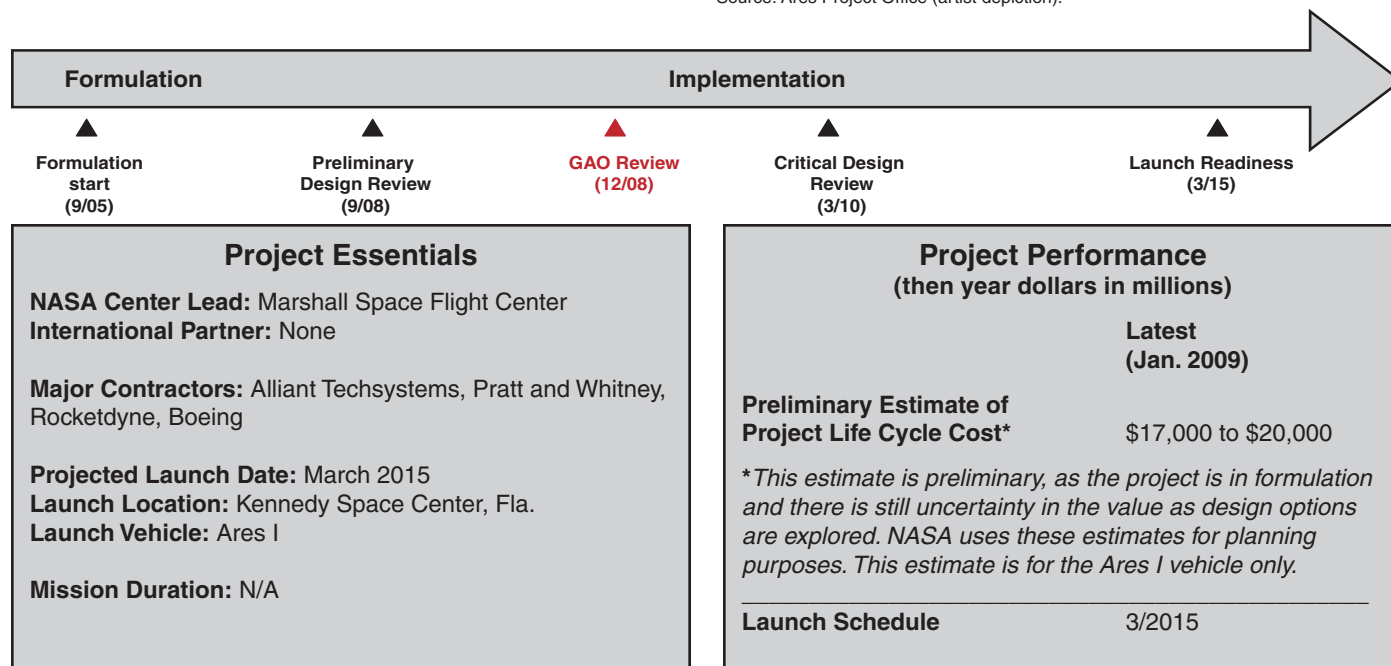 Source: Ares Project Office (artist depiction).
Formulation
Implementation
Formulation
start
(9/05)
Preliminary
Design Review
(9/08)
GAO Review
(12/08)
Critical Design
Review
(3/10)
Launch Readiness
(3/15)
Project Essentials
NASA Center Lead: Marshall Space Flight Center
International Partner: None
Major Contractors: Alliant Techsystems, Pratt and Whitney,
Rocketdyne, Boeing
Projected Launch Date: March 2015
Launch Location: Kennedy Space Center, Fla.
Launch Vehicle: Ares I
Mission Duration: N/A
Project Performance
(then year dollars in millions)
Latest
(Jan. 2009)
Preliminary Estimate of
Project Life Cycle Cost* $17,000 to $20,000
*This estimate is preliminary, as the project is in formulation
and there is still uncertainty in the value as design options
are explored. NASA uses these estimates for planning
purposes. This estimate is for the Ares I vehicle only.
Launch Schedule 3/2015